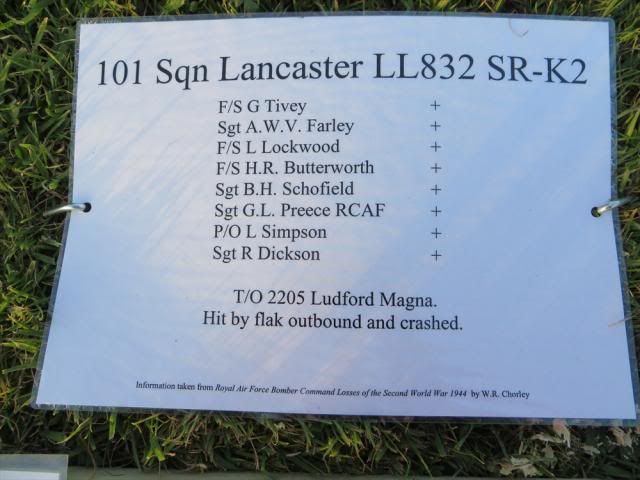 101 Sqn Lancaster LL832 SR-K2
F/S G Tivey +
Sgt A.W.V. Farley +
F/S L Lockwood +
F/S H.R. Butterworth +
Sgt B.H. Schofield +
Sgt G.L. Preece RCAF +
P/O L Simpson +
Sgt R Dickson +
T/O 2205 Ludford Magna.
Hit by flak outbound and crashed.
Information taken from Royal Air Force Bomber Command Losses of the Second World War 1944 by W.R. Chorley